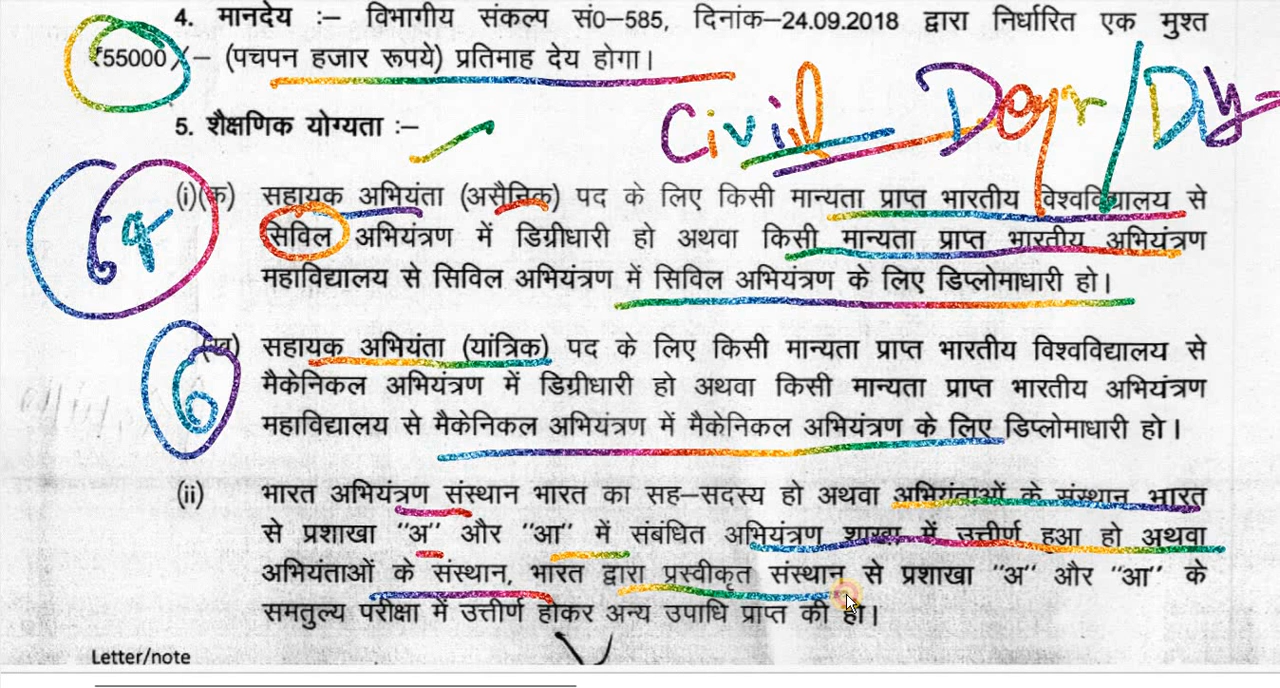 4. मानदेय :– विभागीय संकल्प सं0–585, दिनांक–24.09.2018 द्वारा निर्धारित एक मुश्त
₹55000/– (पचपन हजार रूपये) प्रतिमाह देय होगा।
Civil Degr/Dip
5. शैक्षणिक योग्यता :–
(i)(क) सहायक अभियंता (असैनिक) पद के लिए किसी मान्यता प्राप्त भारतीय विश्वविद्यालय से
सिविल अभियंत्रण में डिग्रीधारी हो अथवा किसी मान्यता प्राप्त भारतीय अभियंत्रण
महाविद्यालय से सिविल अभियंत्रण में सिविल अभियंत्रण के लिए डिप्लोमाधारी हो।
(ख) सहायक अभियंता (यांत्रिक) पद के लिए किसी मान्यता प्राप्त भारतीय विश्वविद्यालय से
मैकेनिकल अभियंत्रण में डिग्रीधारी हो अथवा किसी मान्यता प्राप्त भारतीय अभियंत्रण
महाविद्यालय से मैकेनिकल अभियंत्रण में मैकेनिकल अभियंत्रण के लिए डिप्लोमाधारी हो।
(ii) भारत अभियंत्रण संस्थान भारत का सह–सदस्य हो अथवा अभियंताओं के संस्थान भारत
से प्रशाखा "अ" और "आ" में संबंधित अभियंत्रण शाखा में उत्तीर्ण हुआ हो अथवा
अभियंताओं के संस्थान, भारत द्वारा प्रस्वीकृत संस्थान से प्रशाखा "अ" और "आ" के
समतुल्य परीक्षा में उत्तीर्ण होकर अन्य उपाधि प्राप्त की हो।
Letter/note